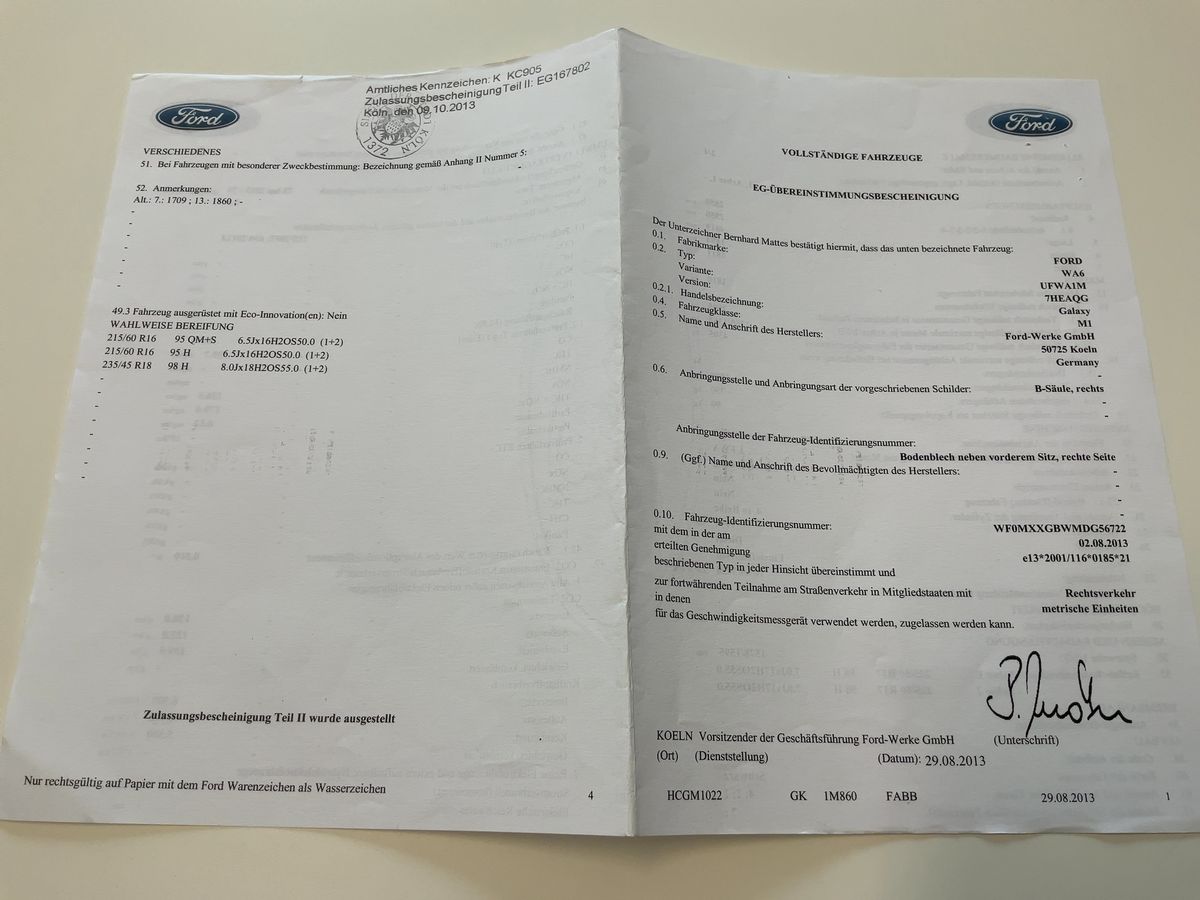 Amtliches Kennzeichen: K KC905
Zulassungsbescheinigung Teil II: EG167802
Köln, den 09.10.2013
KÖLN
1372
Ford
VERSCHIEDENES
51. Bei Fahrzeugen mit besonderer Zweckbestimmung: Bezeichnung gemäß Anhang II Nummer 5:
-
52. Anmerkungen:
Alt.: 7.: 1709 ; 13.: 1860 ; -
-
-
-
-
-
-
-
49.3 Fahrzeug ausgerüstet mit Eco-Innovation(en): Nein
WAHLWEISE BEREIFUNG
215/60 R16 95 QM+S 6.5Jx16H2OS50.0 (1+2)
215/60 R16 95 H 6.5Jx16H2OS50.0 (1+2)
235/45 R18 98 H 8.0Jx18H2OS55.0 (1+2)
-
-
-
-
-
-
-
-
Zulassungsbescheinigung Teil II wurde ausgestellt
Nur rechtsgültig auf Papier mit dem Ford Warenzeichen als Wasserzeichen
4
Ford
VOLLSTÄNDIGE FAHRZEUGE
EG-ÜBEREINSTIMMUNGSBESCHEINIGUNG
Der Unterzeichner Bernhard Mattes bestätigt hiermit, dass das unten bezeichnete Fahrzeug:
0.1. Fabrikmarke: FORD
0.2. Typ: WA6
Variante: UFWA1M
Version: 7HEAQG
0.2.1. Handelsbezeichnung: Galaxy
0.4. Fahrzeugklasse: M1
0.5. Name und Anschrift des Herstellers: Ford-Werke GmbH
50725 Koeln
Germany
-
0.6. Anbringungsstelle und Anbringungsart der vorgeschriebenen Schilder: B-Säule, rechts
-
-
Anbringungsstelle der Fahrzeug-Identifizierungsnummer:
Bodenblech neben vorderem Sitz, rechte Seite
0.9. (Ggf.) Name und Anschrift des Bevollmächtigten des Herstellers: -
-
-
-
0.10. Fahrzeug-Identifizierungsnummer: WF0MXXGBWMDG56722
mit dem in der am 02.08.2013
erteilten Genehmigung e13*2001/116*0185*21
beschriebenen Typ in jeder Hinsicht übereinstimmt und
zur fortwährenden Teilnahme am Straßenverkehr in Mitgliedstaaten mit Rechtsverkehr
in denen metrische Einheiten
für das Geschwindigkeitsmessgerät verwendet werden, zugelassen werden kann.
KOELN Vorsitzender der Geschäftsführung Ford-Werke GmbH (Unterschrift)
(Ort) (Dienststellung) (Datum): 29.08.2013
HCGM1022 GK 1M860 FABB 29.08.2013 1